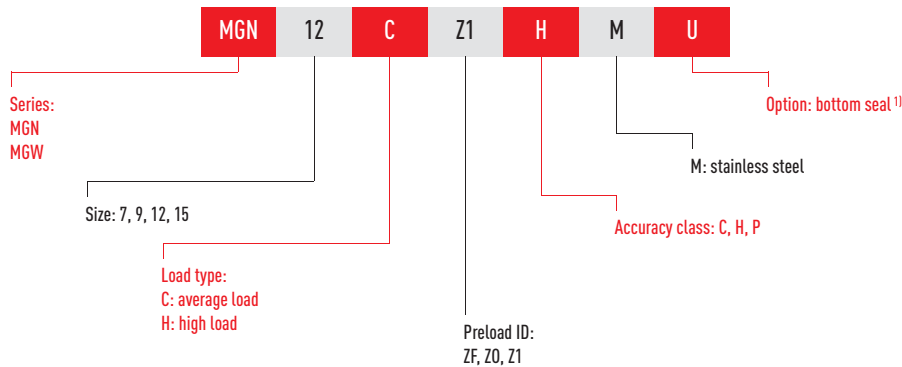 MGN 12 C Z1 H M U
Series:
MGN
MGW
Option: bottom seal 1)
M: stainless steel
Size: 7, 9, 12, 15
Accuracy class: C, H, P
Load type:
C: average load
H: high load
Preload ID:
ZF, Z0, Z1